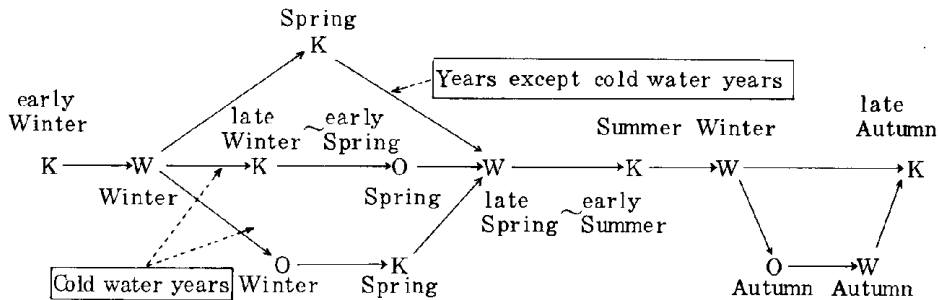 Spring
K
Years except cold water years
early
Winter
late
Winter ~ early
Spring
Summer Winter
late
Autumn
K W K O W K W K
Winter
Spring
late
Spring ~ early
Summer
Cold water years
O K O W
Winter Spring Autumn Autumn